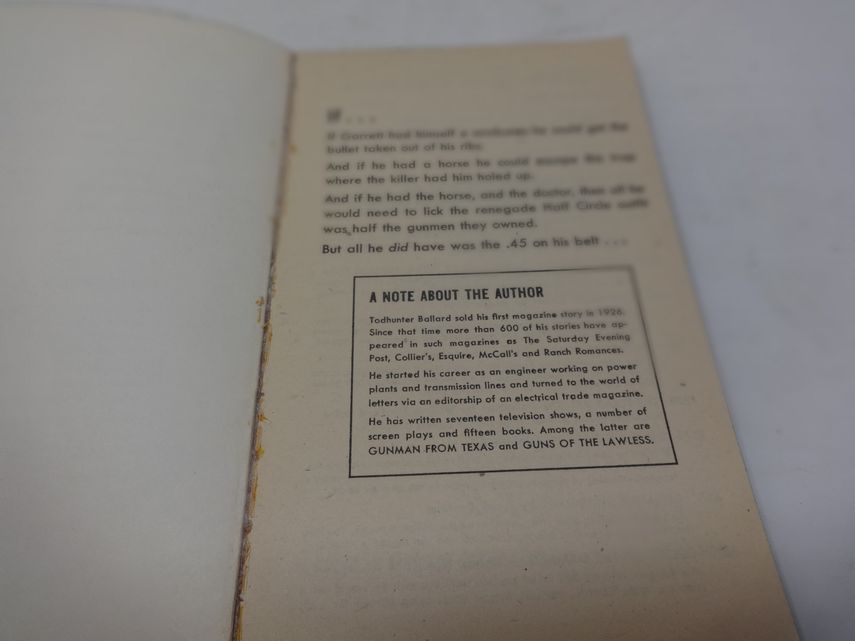 If . . .
If Garrett had himself a sawbones he could get the
bullet taken out of his ribs.
And if he had a horse he could escape the trap
where the killer had him holed up.
And if he had the horse, and the doctor, then all he
would need to lick the renegade Half Circle outfit
was half the gunmen they owned.
But all he did have was the .45 on his belt . . .
A NOTE ABOUT THE AUTHOR
Todhunter Ballard sold his first magazine story in 1926.
Since that time more than 600 of his stories have ap-
peared in such magazines as The Saturday Evening
Post, Collier's, Esquire, McCall's and Ranch Romances.
He started his career as an engineer working on power
plants and transmission lines and turned to the world of
letters via an editorship of an electrical trade magazine.
He has written seventeen television shows, a number of
screen plays and fifteen books. Among the latter are
GUNMAN FROM TEXAS and GUNS OF THE LAWLESS.